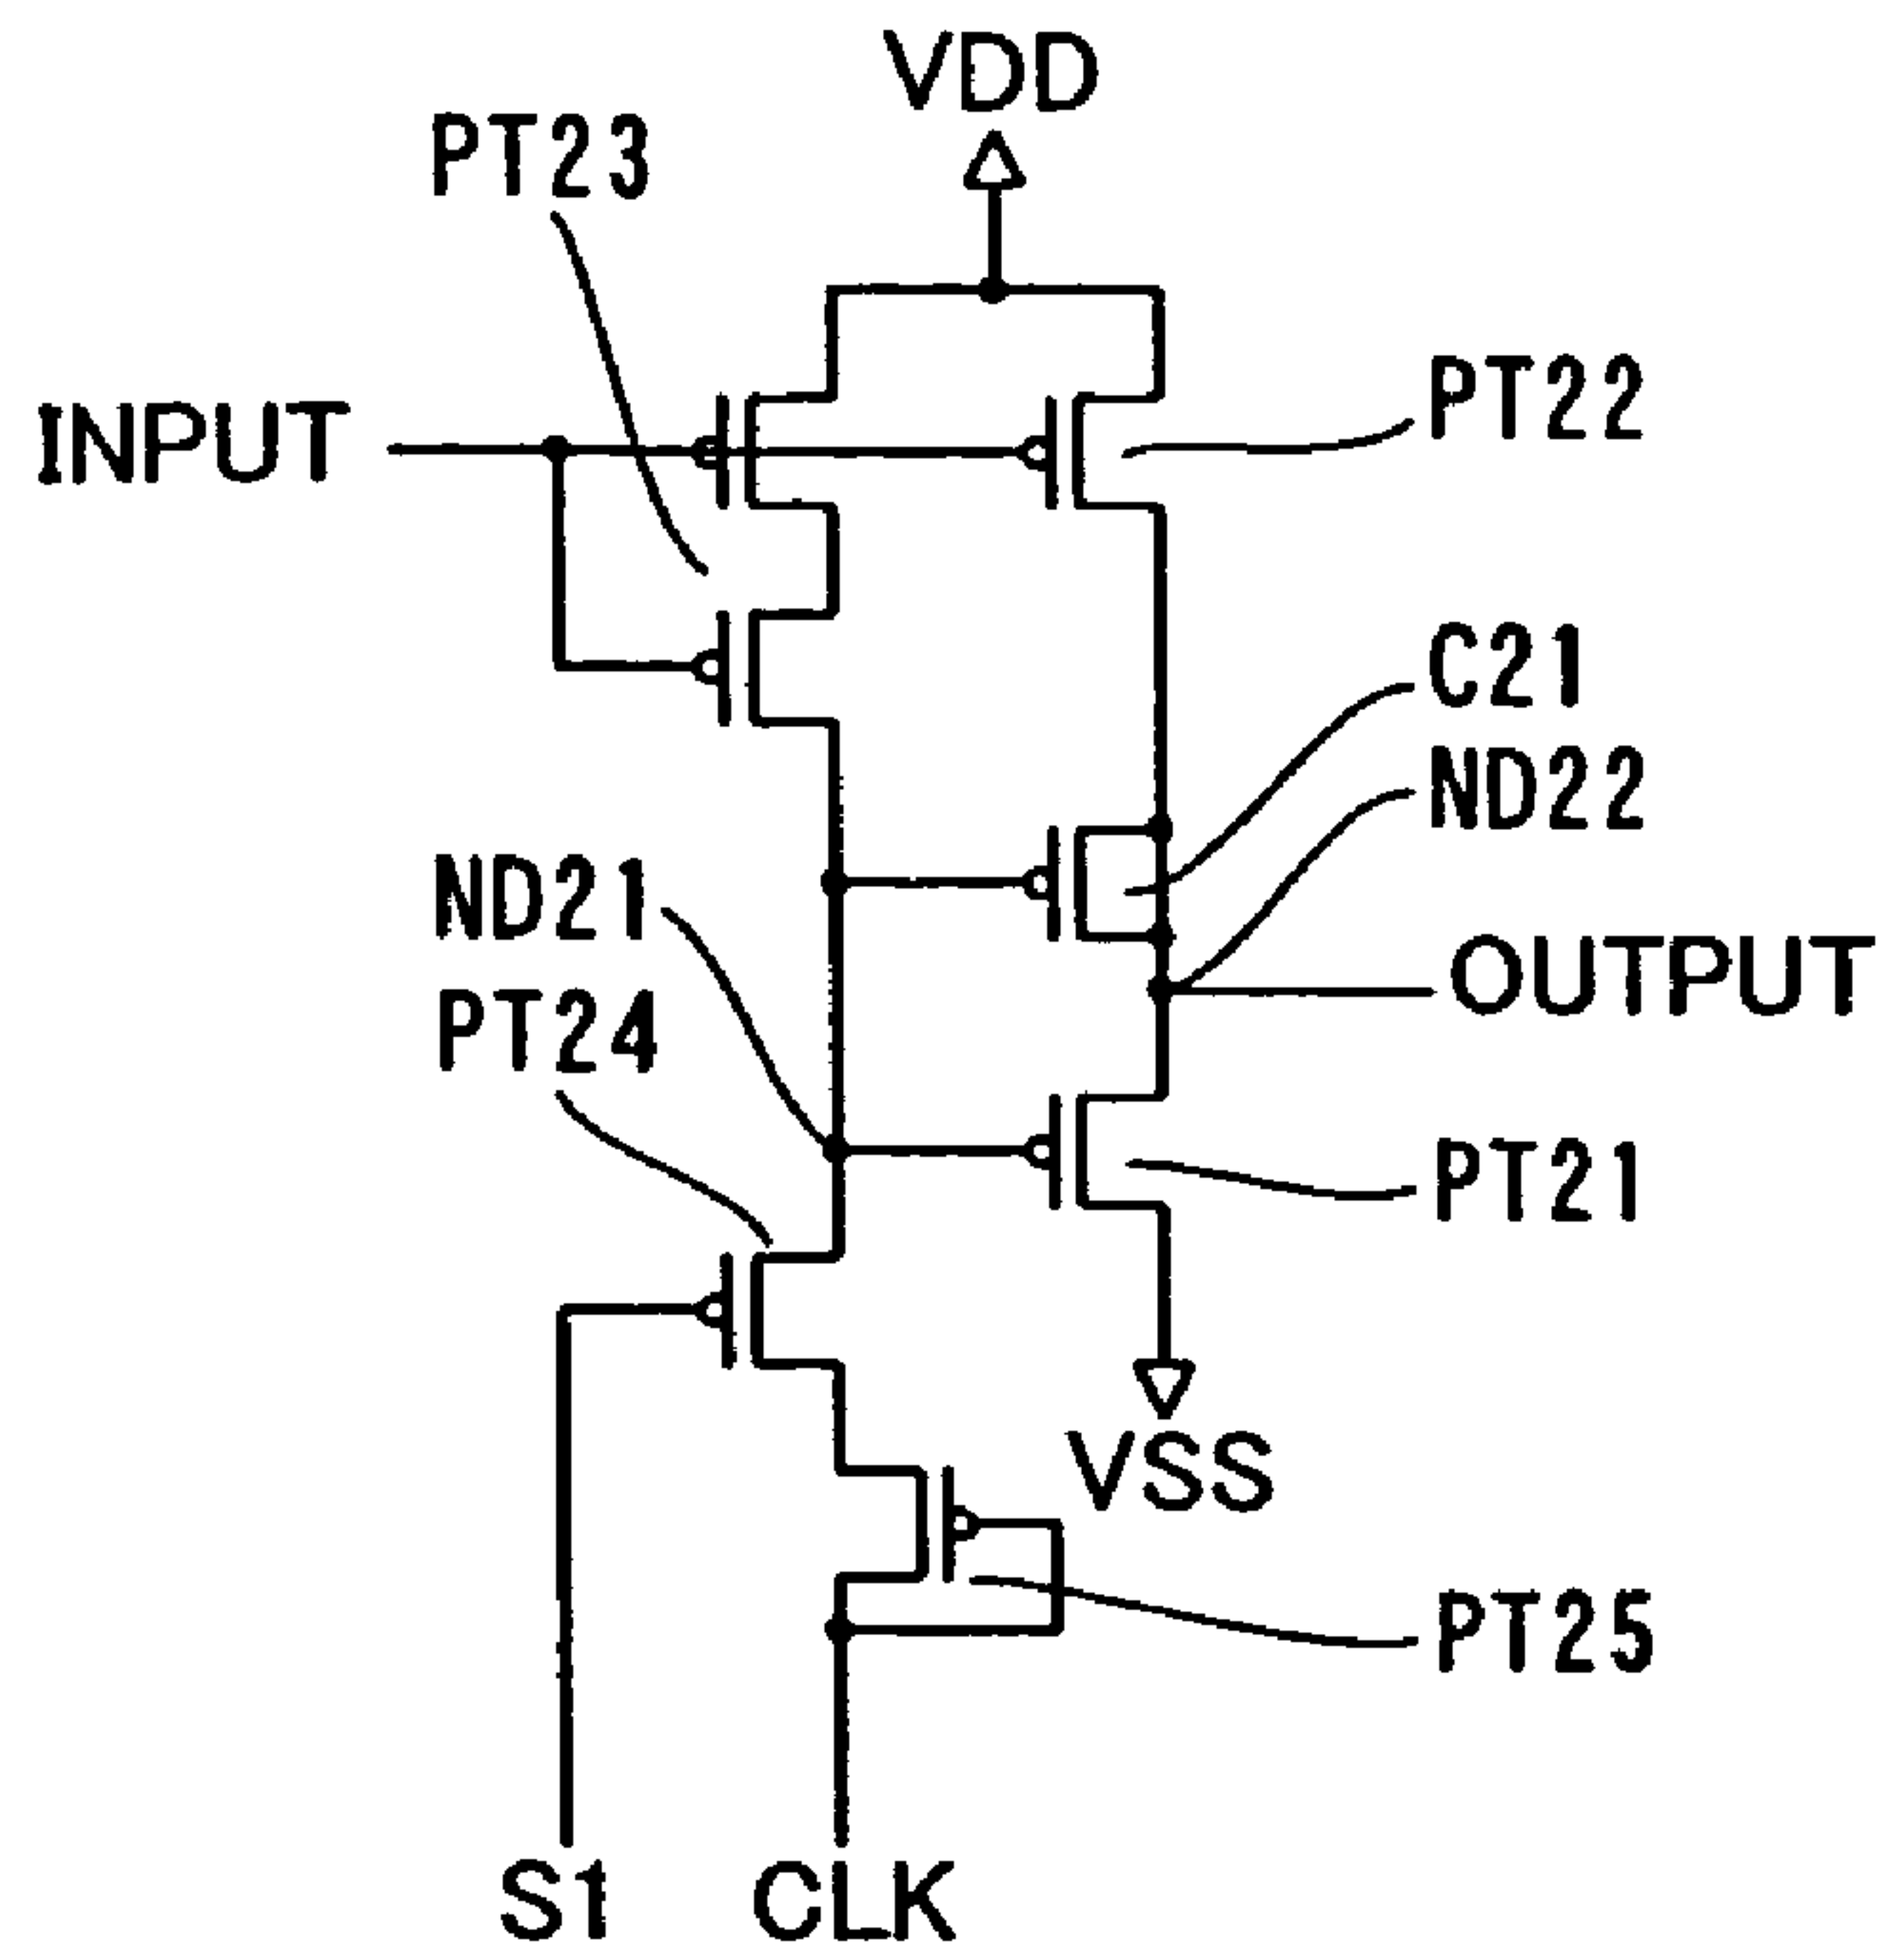 VDD
PT23
PT22
INPUT
C21
ND22
ND21
OUTPUT
PT24
PT21
VSS
PT25
S1
CLK